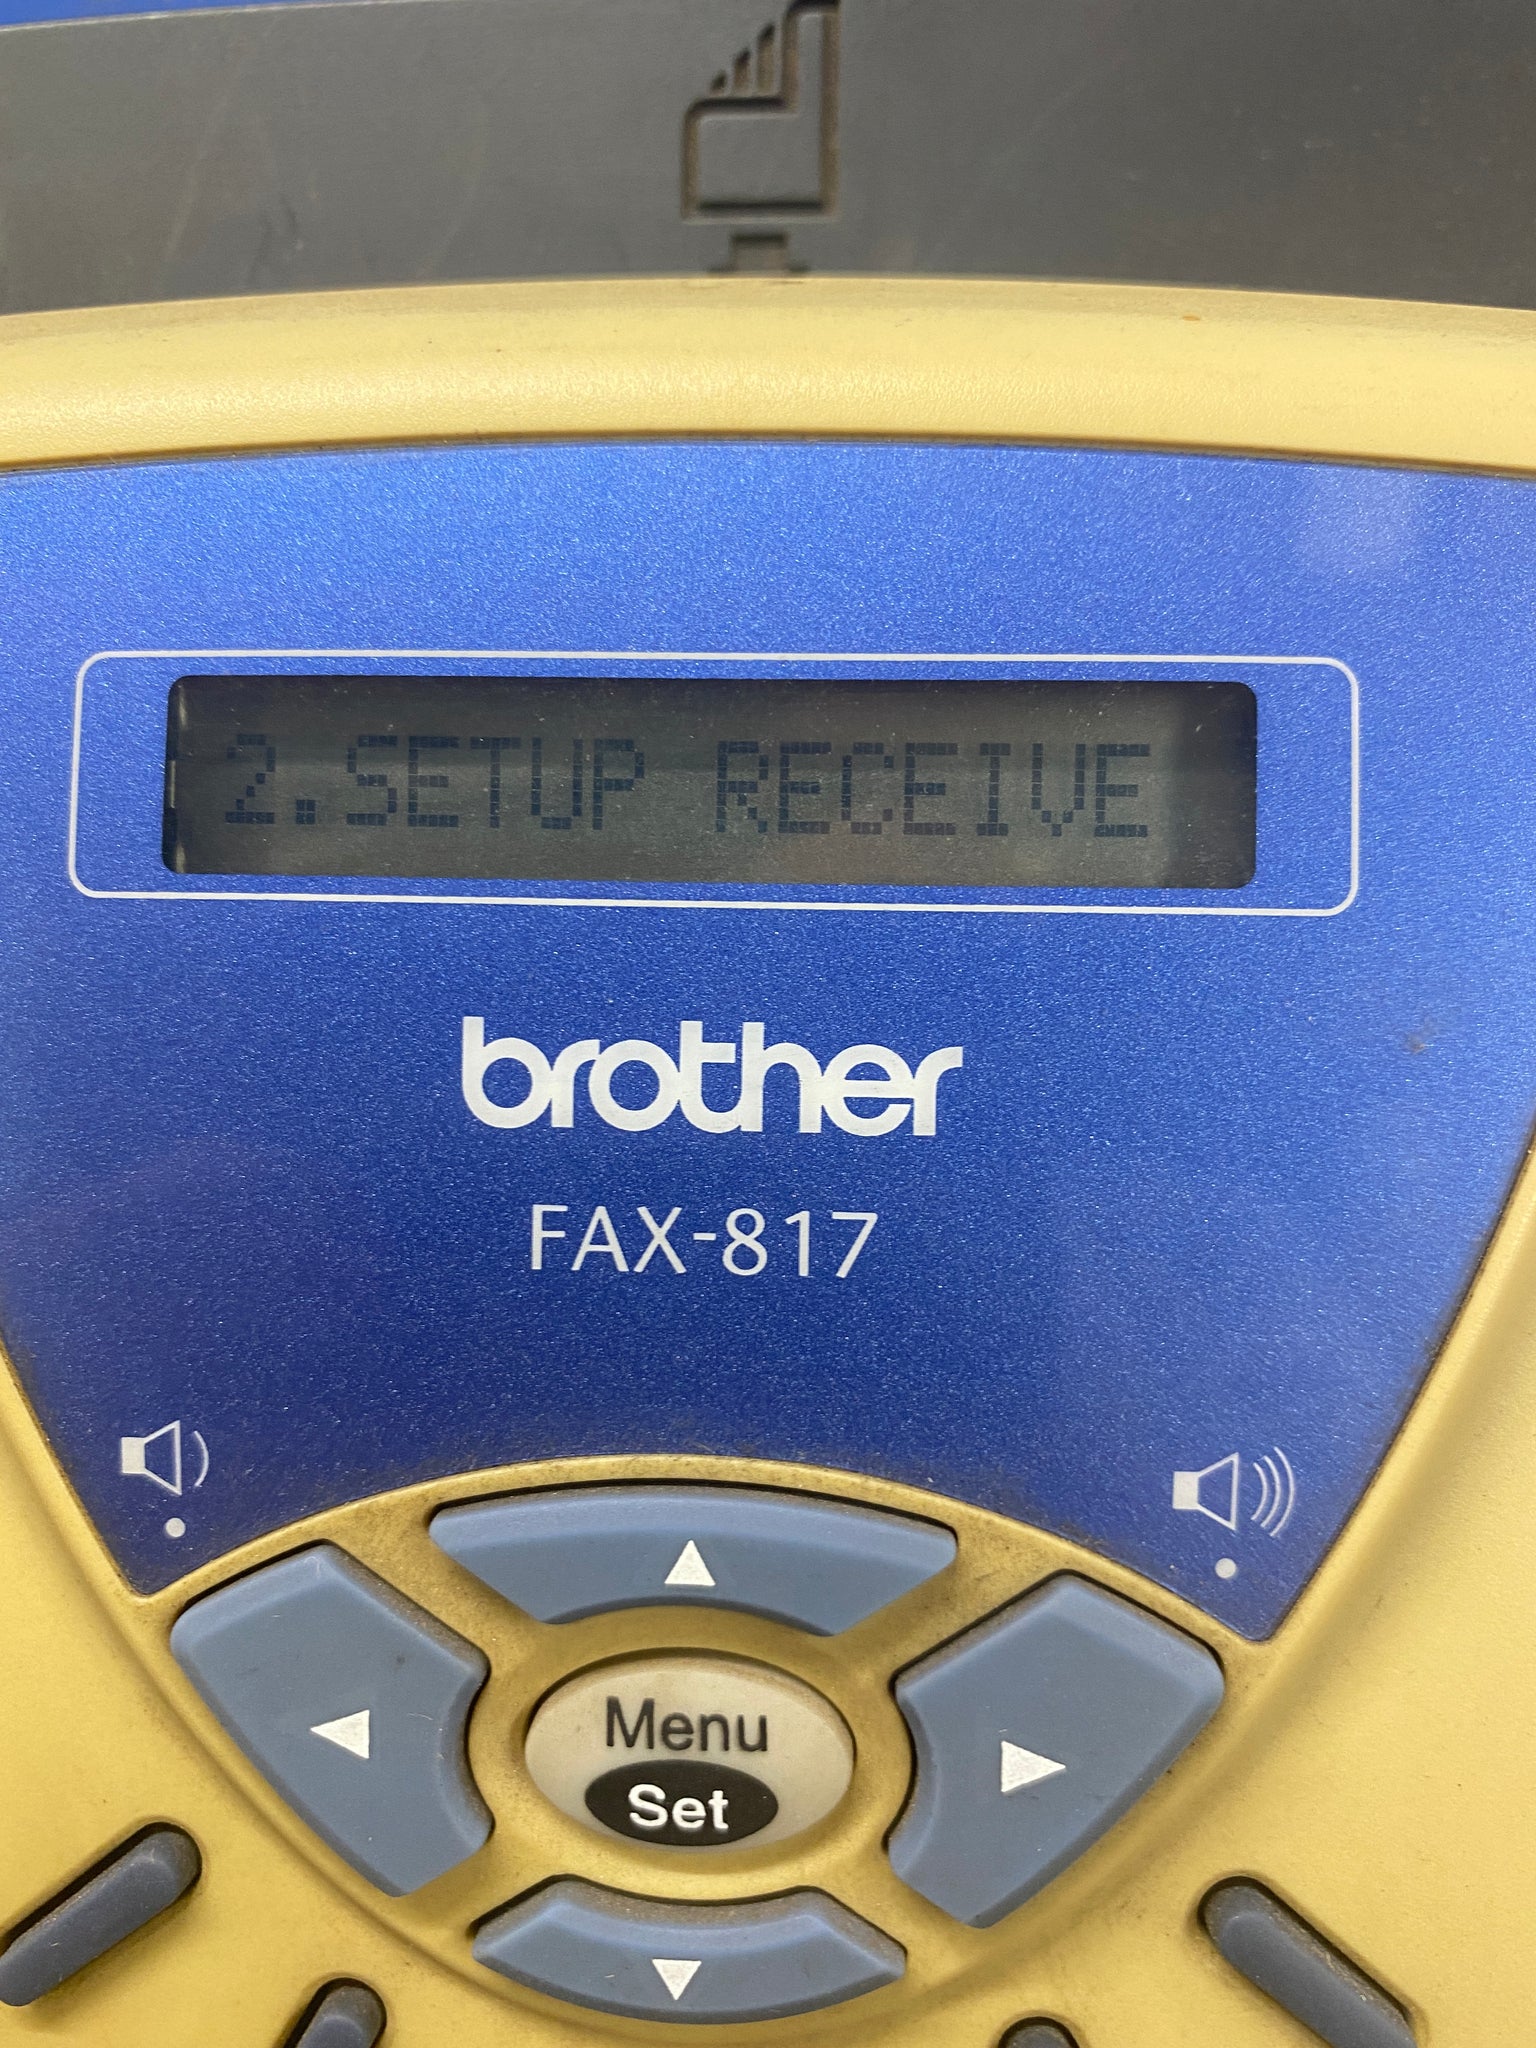 2.SETUP RECEIVE
brother
FAX-817
Menu
Set